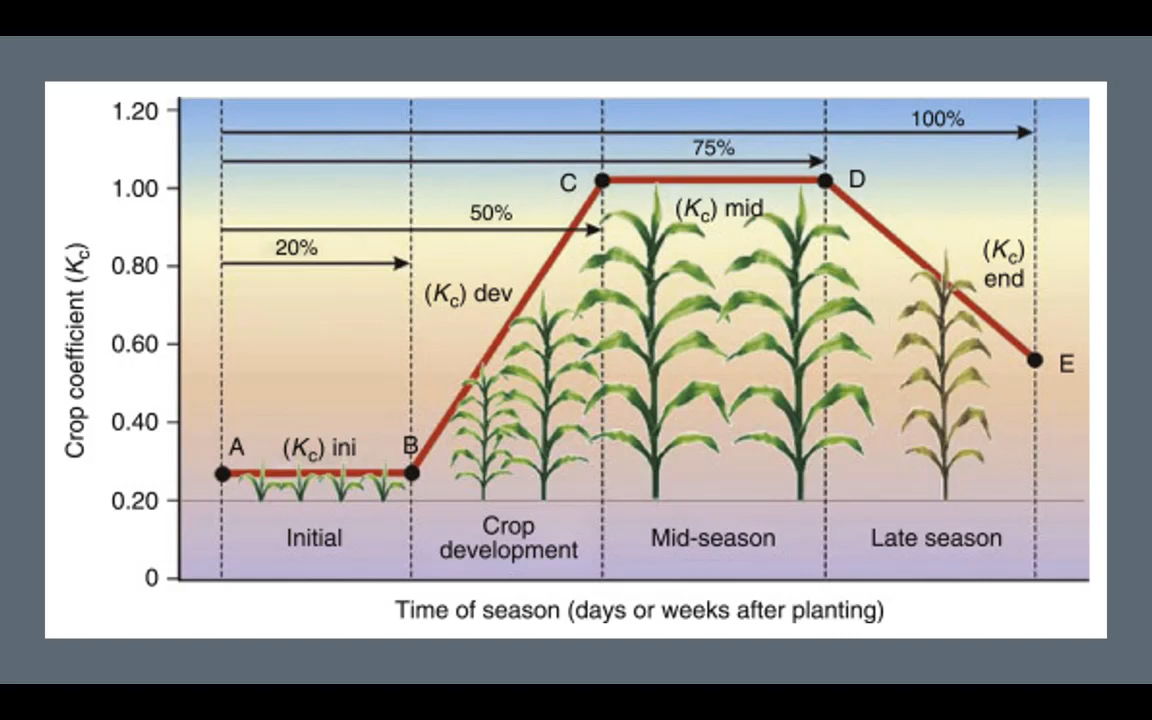 1.20
100%
75%
C
D
1.00
(Kc) mid
50%
20%
(Kc)
end
0.80
(Kc) dev
0.60
E
Crop coefficient (Kc)
0.40
A
(Kc) ini
B
0.20
Initial
Crop
development
Mid-season
Late season
0
Time of season (days or weeks after planting)